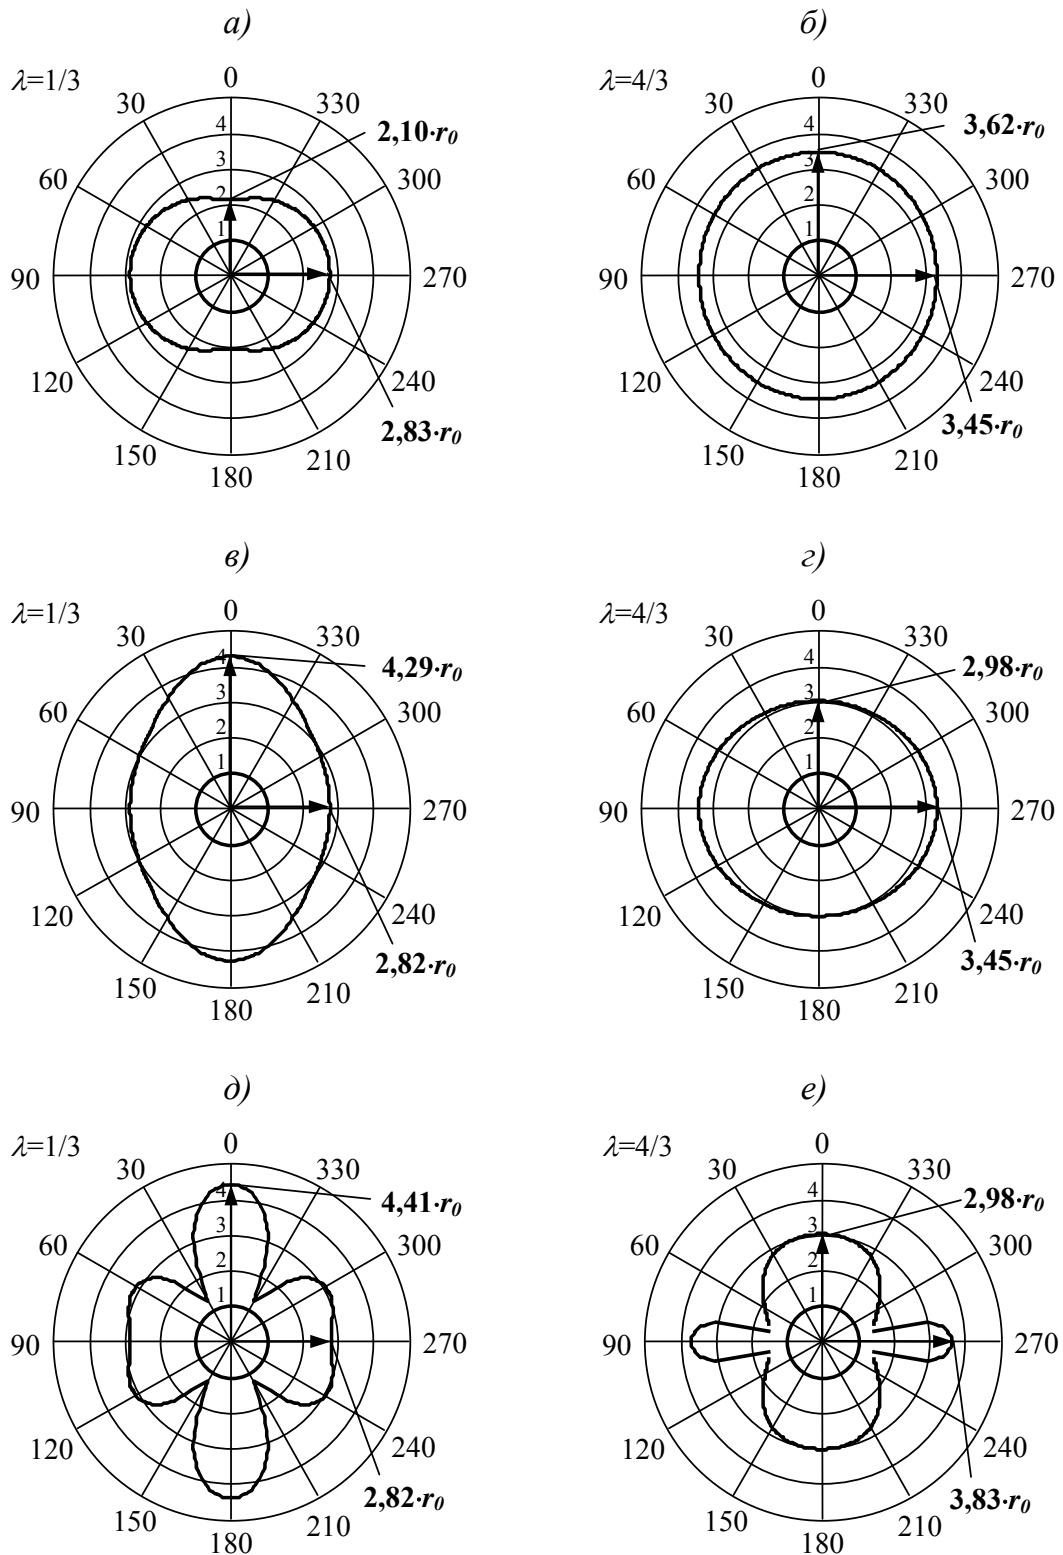 а) б)
λ=1/3 0 λ=4/3 0
30 330 2,10·r₀ 30 330 3,62·r₀
4 4
3 3
60 2 300 60 2 300
1 1
90 270 90 270
120 240 120 240
2,83·r₀ 3,45·r₀
150 210 150 210
180 180
в) г)
λ=1/3 0 λ=4/3 0
30 330 30 330
4 4,29·r₀ 4 2,98·r₀
3 3
60 2 300 60 2 300
1 1
90 270 90 270
120 240 120 240
2,82·r₀ 3,45·r₀
150 210 150 210
180 180
д) е)
λ=1/3 0 λ=4/3 0
30 330 30 330
4 4,41·r₀ 4 2,98·r₀
3 3
60 2 300 60 2 300
1 1
90 270 90 270
120 240 120 240
2,82·r₀ 3,83·r₀
150 210 150 210
180 180